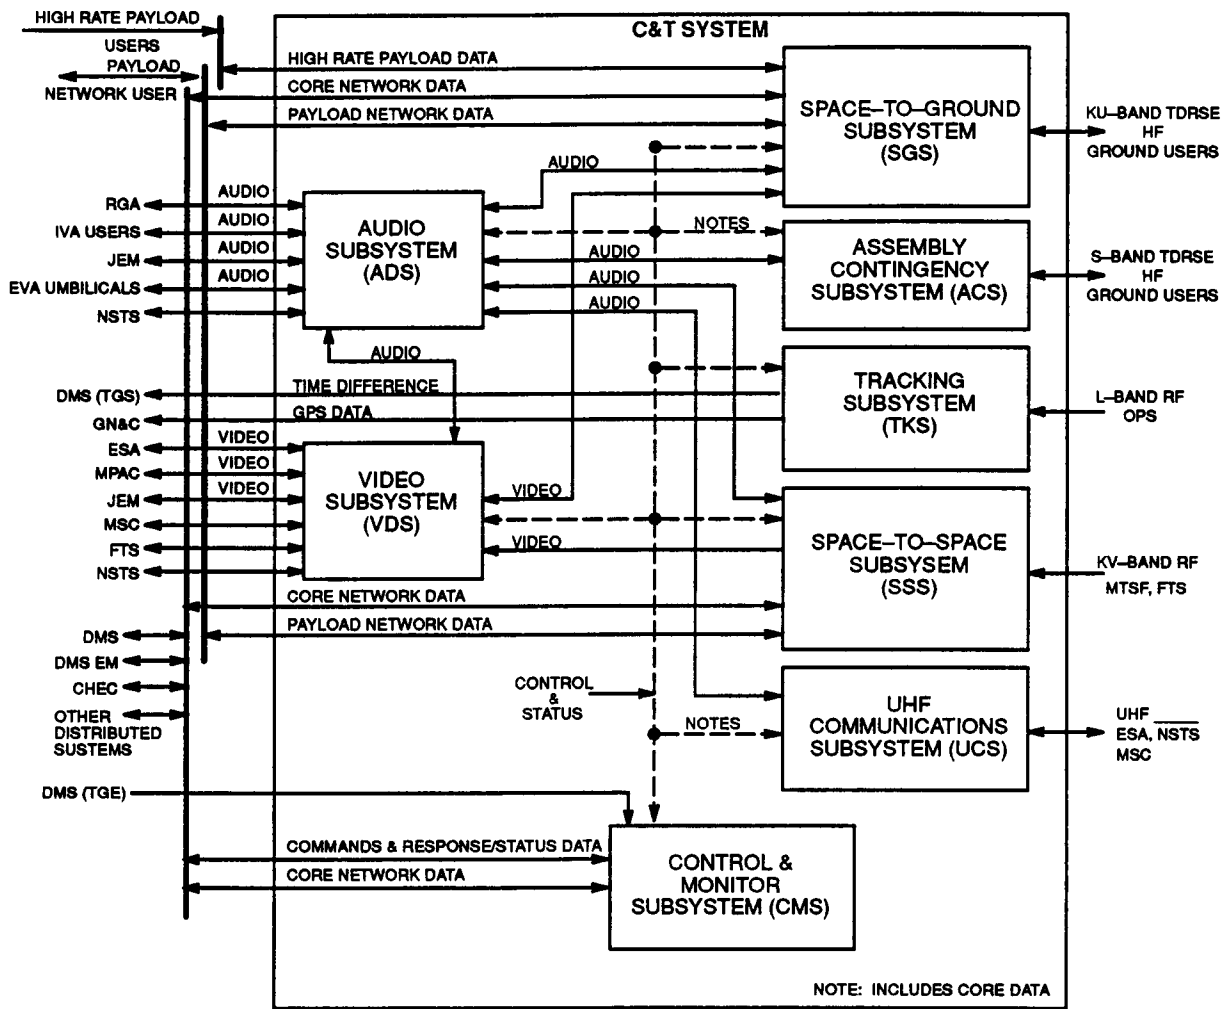 HIGH RATE PAYLOAD
USERS
PAYLOAD
NETWORK USER
C&T SYSTEM
HIGH RATE PAYLOAD DATA
CORE NETWORK DATA
PAYLOAD NETWORK DATA
SPACE–TO–GROUND
SUBSYSTEM
(SGS)
KU–BAND TDRSE
HF
GROUND USERS
AUDIO
RGA
AUDIO
IVA USERS
AUDIO
JEM
AUDIO
EVA UMBILICALS
AUDIO
NSTS
AUDIO
SUBSYSTEM
(ADS)
NOTES
AUDIO
AUDIO
AUDIO
ASSEMBLY
CONTINGENCY
SUBSYSTEM (ACS)
S–BAND TDRSE
HF
GROUND USERS
AUDIO
DMS (TGS)
TIME DIFFERENCE
GN&C
GPS DATA
TRACKING
SUBSYSTEM
(TKS)
L–BAND RF
OPS
ESA
VIDEO
MPAC
VIDEO
JEM
VIDEO
MSC
FTS
NSTS
VIDEO
SUBSYSTEM
(VDS)
VIDEO
VIDEO
SPACE–TO–SPACE
SUBSYSEM
(SSS)
KV–BAND RF
MTSF, FTS
CORE NETWORK DATA
PAYLOAD NETWORK DATA
DMS
DMS EM
CHEC
OTHER
DISTRIBUTED
SUSTEMS
CONTROL
&
STATUS
NOTES
UHF
COMMUNICATIONS
SUBSYSTEM (UCS)
UHF
ESA, NSTS
MSC
DMS (TGE)
COMMANDS & RESPONSE/STATUS DATA
CORE NETWORK DATA
CONTROL &
MONITOR
SUBSYSTEM (CMS)
NOTE: INCLUDES CORE DATA